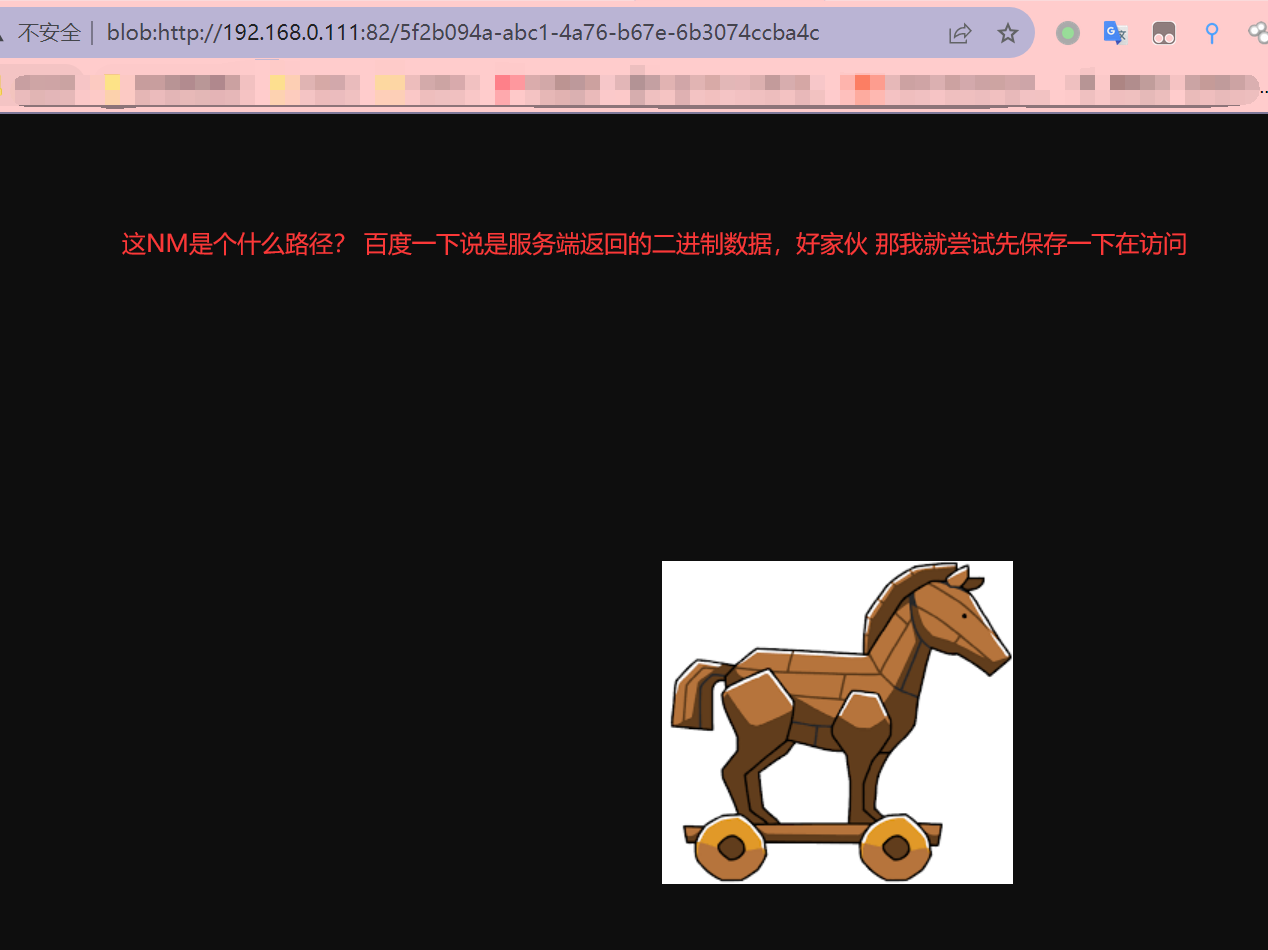 不安全 | blob:http://192.168.0.111:82/5f2b094a-abc1-4a76-b67e-6b3074ccba4c
这NM是个什么路径？ 百度一下说是服务端返回的二进制数据，好家伙 那我就尝试先保存一下在访问